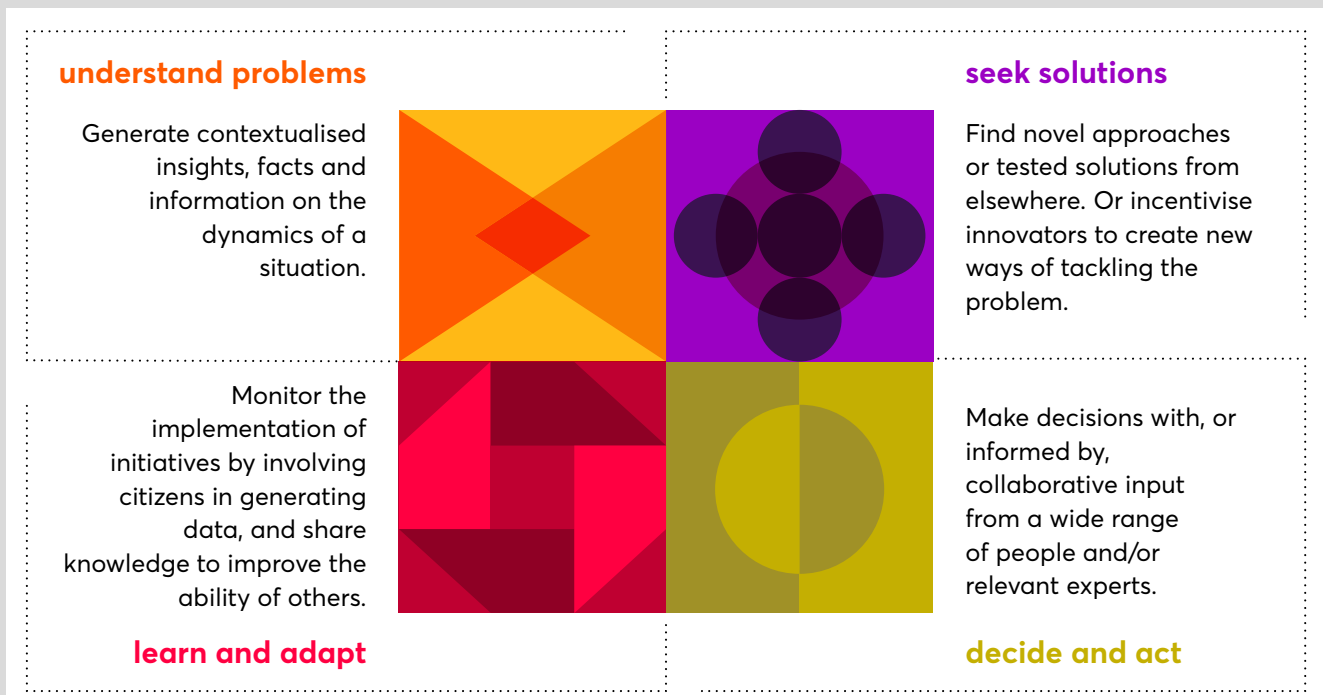 understand problems
Generate contextualised
insights, facts and
information on the
dynamics of a
situation.
seek solutions
Find novel approaches
or tested solutions from
elsewhere. Or incentivise
innovators to create new
ways of tackling the
problem.
Monitor the
implementation of
initiatives by involving
citizens in generating
data, and share
knowledge to improve the
ability of others.
learn and adapt
Make decisions with, or
informed by,
collaborative input
from a wide range
of people and/or
relevant experts.
decide and act